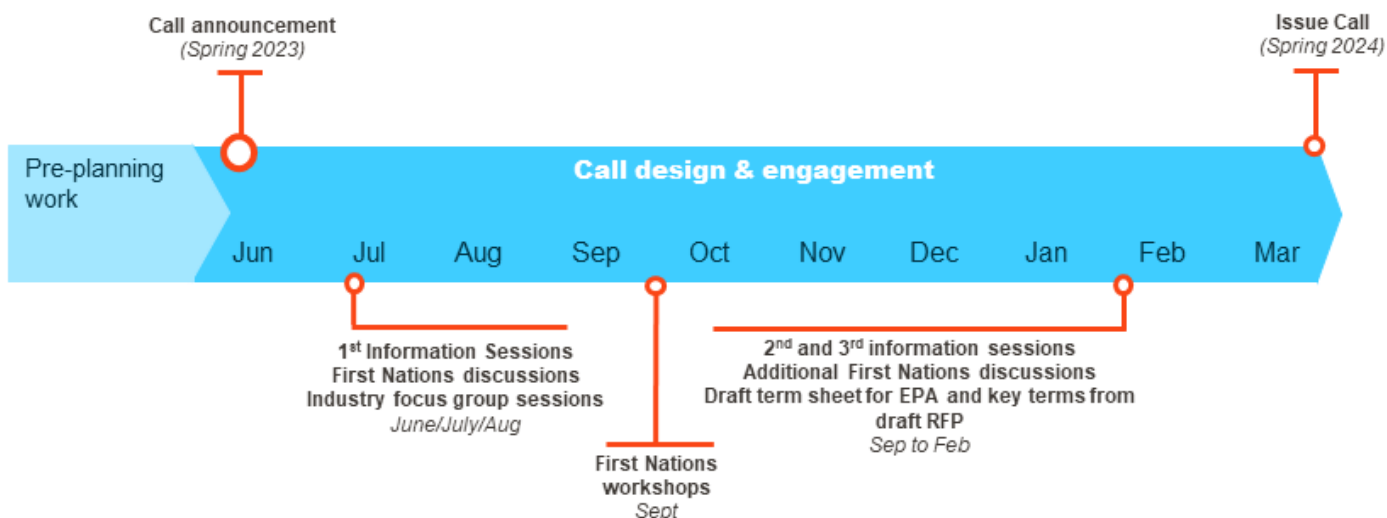 Call announcement
(Spring 2023)
Issue Call
(Spring 2024)
Pre-planning
work
Call design & engagement
Jun Jul Aug Sep Oct Nov Dec Jan Feb Mar
1st Information Sessions
First Nations discussions
Industry focus group sessions
June/July/Aug
First Nations
workshops
Sept
2nd and 3rd information sessions
Additional First Nations discussions
Draft term sheet for EPA and key terms from
draft RFP
Sep to Feb